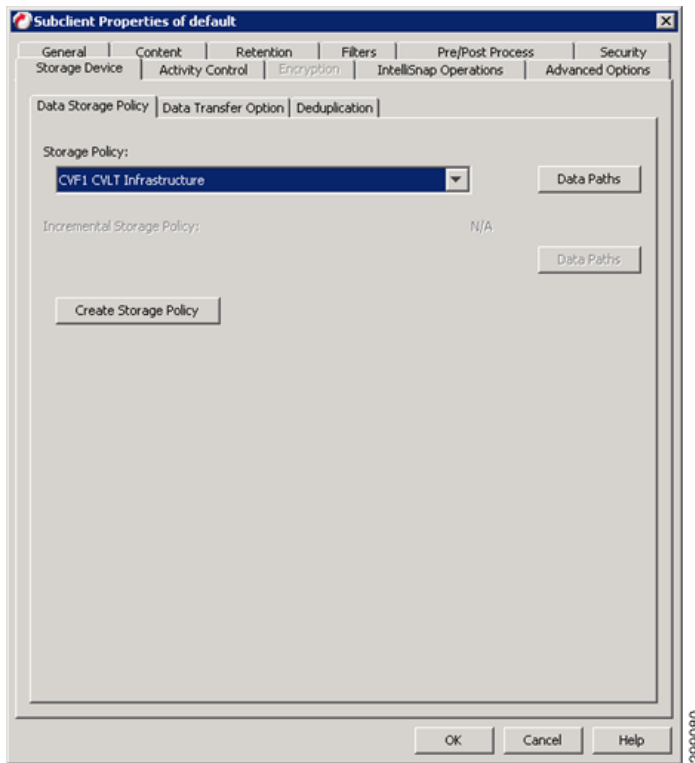 Subclient Properties of default
General Content Retention Filters Pre/Post Process Security
Storage Device Activity Control Encryption IntelliSnap Operations Advanced Options
Data Storage Policy Data Transfer Option Deduplication
Storage Policy:
CVF1 CVLT Infrastructure Data Paths
Incremental Storage Policy: N/A
Data Paths
Create Storage Policy
OK Cancel Help